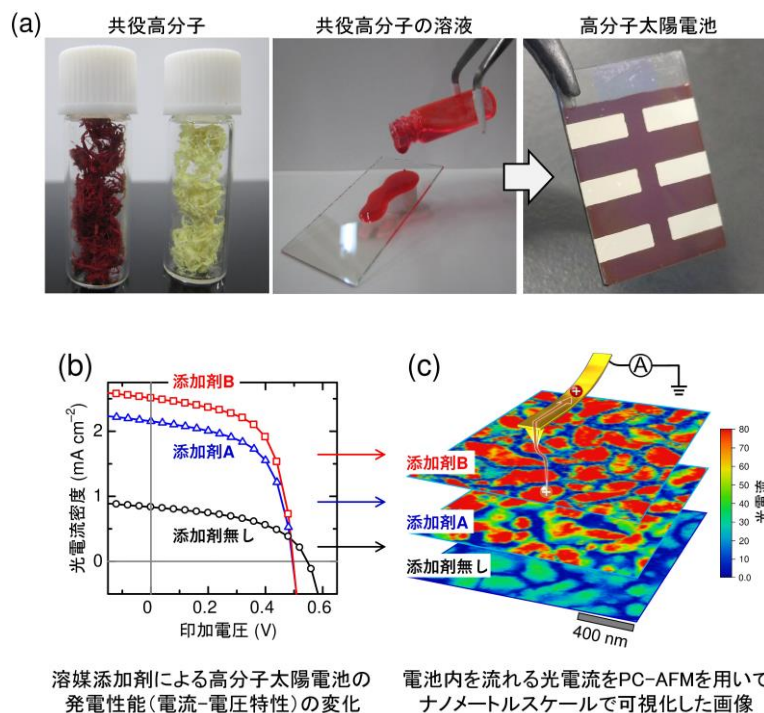 (a)
共役高分子
共役高分子の溶液
高分子太陽電池
(b)
光電流密度 (mA cm⁻²)
2
1
0
添加剤B
添加剤A
添加剤無し
0
0.2
0.4
0.6
印加電圧 (V)
溶媒添加剤による高分子太陽電池の
発電性能(電流-電圧特性)の変化
(c)
A
添加剤B
添加剤A
添加剤無し
400 nm
80
70
60
50
40
30
20
10
0.0
電池内を流れる光電流をPC-AFMを用いて
ナノメートルスケールで可視化した画像